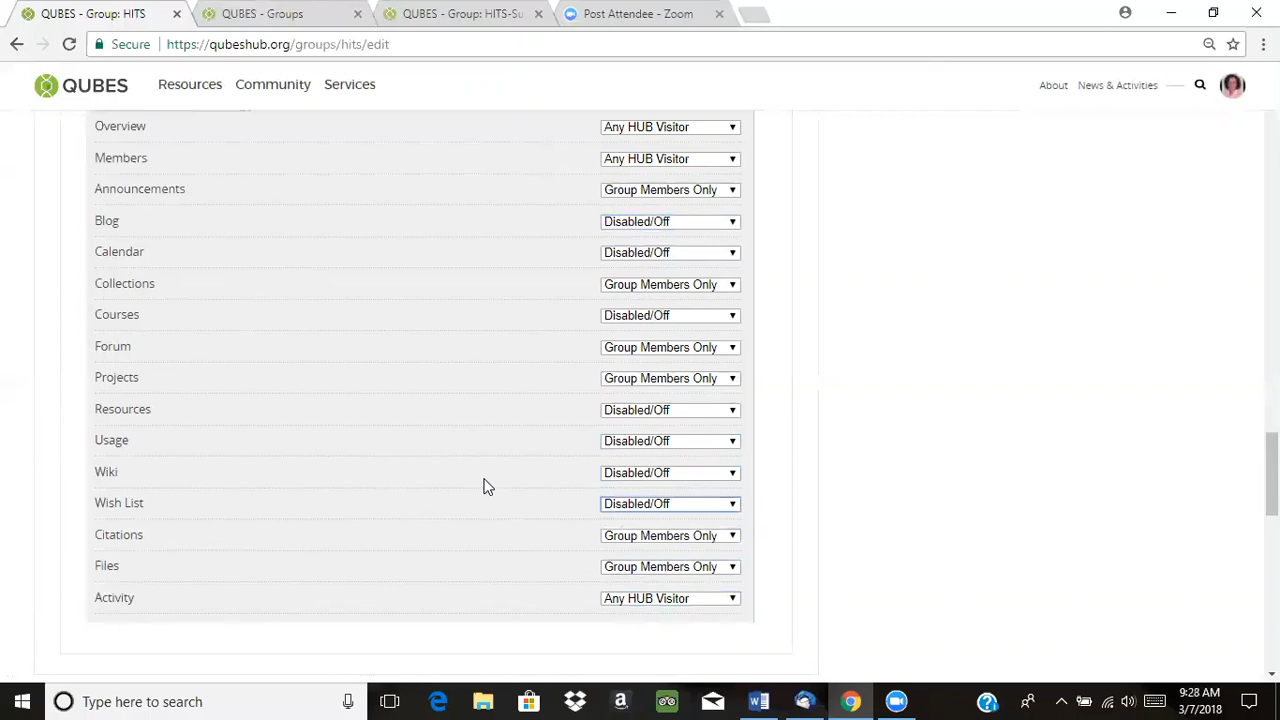 QUBES - Group: HITS
QUBES - Groups
QUBES - Group: HITS-Su
Post Attendee - Zoom
Secure
https://qubeshub.org/groups/hits/edit
QUBES
Resources
Community
Services
About
News & Activities
Overview Any HUB Visitor
Members Any HUB Visitor
Announcements Group Members Only
Blog Disabled/Off
Calendar Disabled/Off
Collections Group Members Only
Courses Disabled/Off
Forum Group Members Only
Projects Group Members Only
Resources Disabled/Off
Usage Disabled/Off
Wiki Disabled/Off
Wish List Disabled/Off
Citations Group Members Only
Files Group Members Only
Activity Any HUB Visitor
Type here to search
9:28 AM
3/7/2018